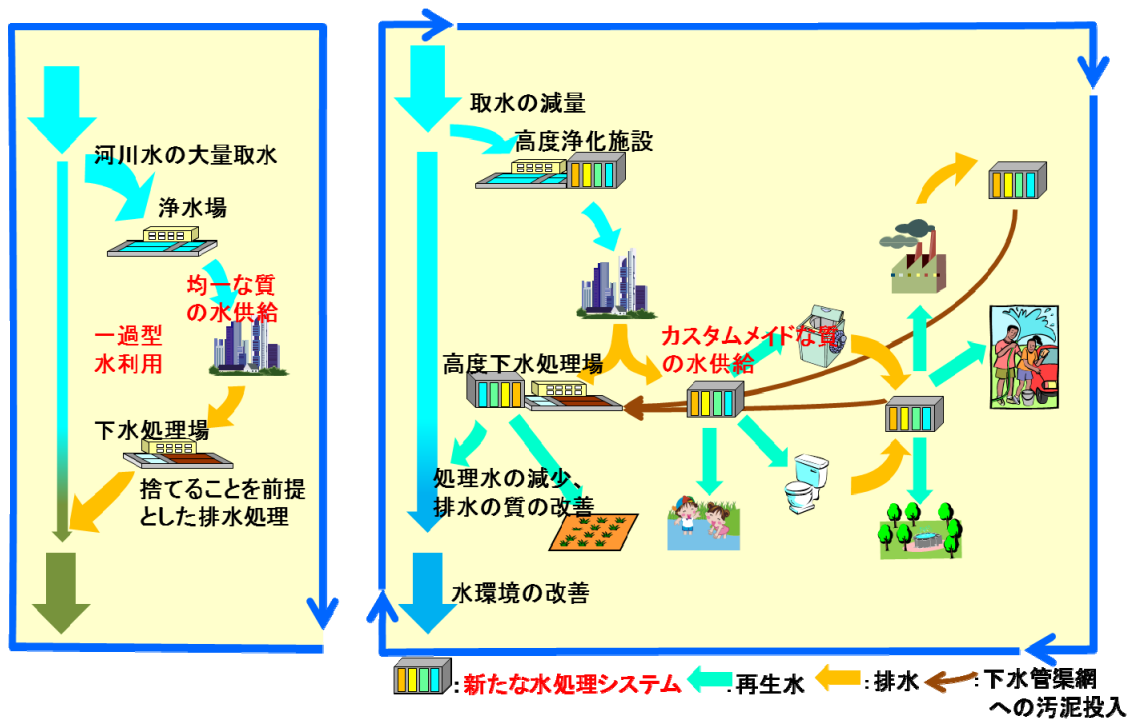 河川水の大量取水
浄水場
均一な質
の水供給
一過型
水利用
下水処理場
捨てることを前提
とした排水処理
取水の減量
高度浄化施設
カスタムメイドな質
の水供給
高度下水処理場
処理水の減少、
排水の質の改善
水環境の改善
:新たな水処理システム
:再生水
:排水
:下水管渠網
への汚泥投入